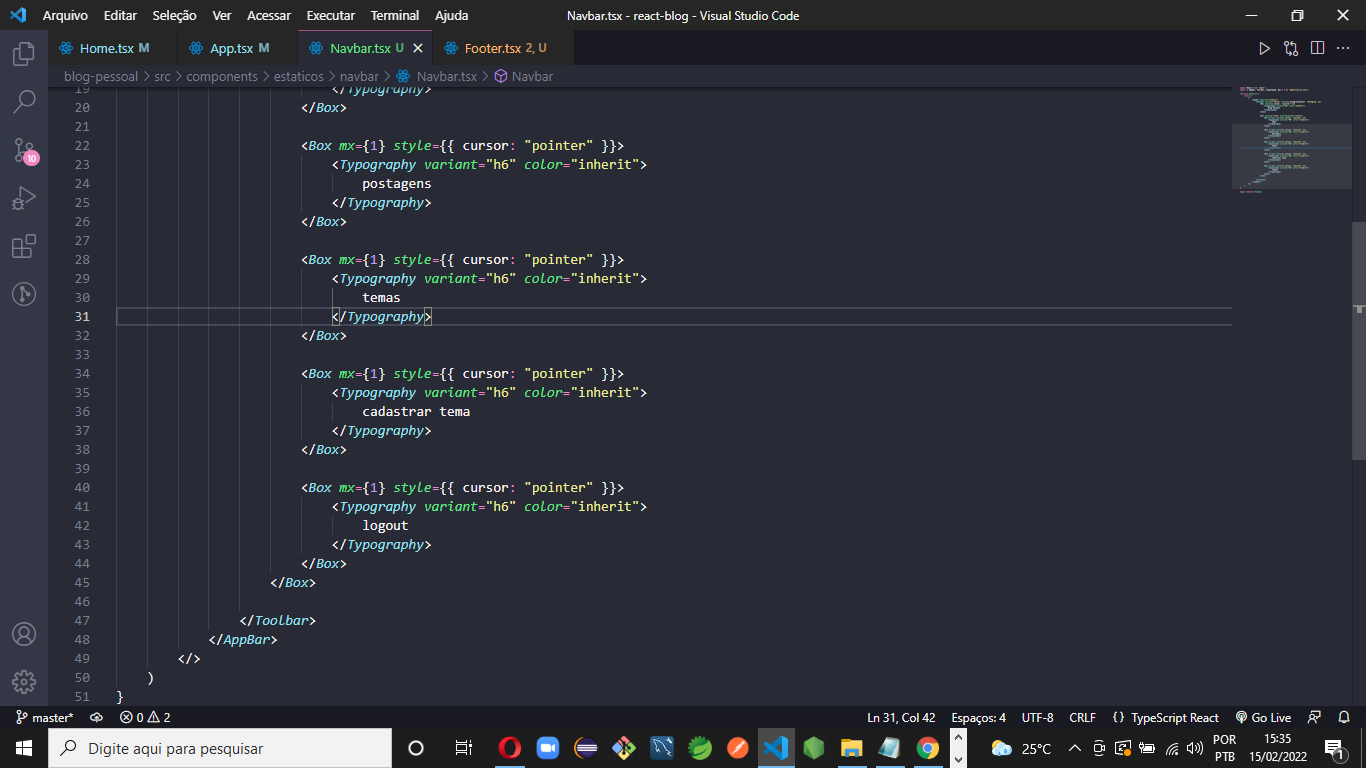 Arquivo Editar Seleção Ver Acessar Executar Terminal Ajuda Navbar.tsx - react-blog - Visual Studio Code
Home.tsx M App.tsx M Navbar.tsx U Footer.tsx 2, U
blog-pessoal > src > components > estaticos > navbar > Navbar.tsx > Navbar
19 </Typography>
20 </Box>
21
22 <Box mx={1} style={{ cursor: "pointer" }}>
23 <Typography variant="h6" color="inherit">
24 postagens
25 </Typography>
26 </Box>
27
28 <Box mx={1} style={{ cursor: "pointer" }}>
29 <Typography variant="h6" color="inherit">
30 temas
31 </Typography>
32 </Box>
33
34 <Box mx={1} style={{ cursor: "pointer" }}>
35 <Typography variant="h6" color="inherit">
36 cadastrar tema
37 </Typography>
38 </Box>
39
40 <Box mx={1} style={{ cursor: "pointer" }}>
41 <Typography variant="h6" color="inherit">
42 logout
43 </Typography>
44 </Box>
45 </Box>
46
47 </Toolbar>
48 </AppBar>
49 </>
50 )
51 }
10
master* 0 2 Ln 31, Col 42 Espaços: 4 UTF-8 CRLF {} TypeScript React Go Live
Digite aqui para pesquisar 25°C POR PTB 15:35 15/02/2022 1